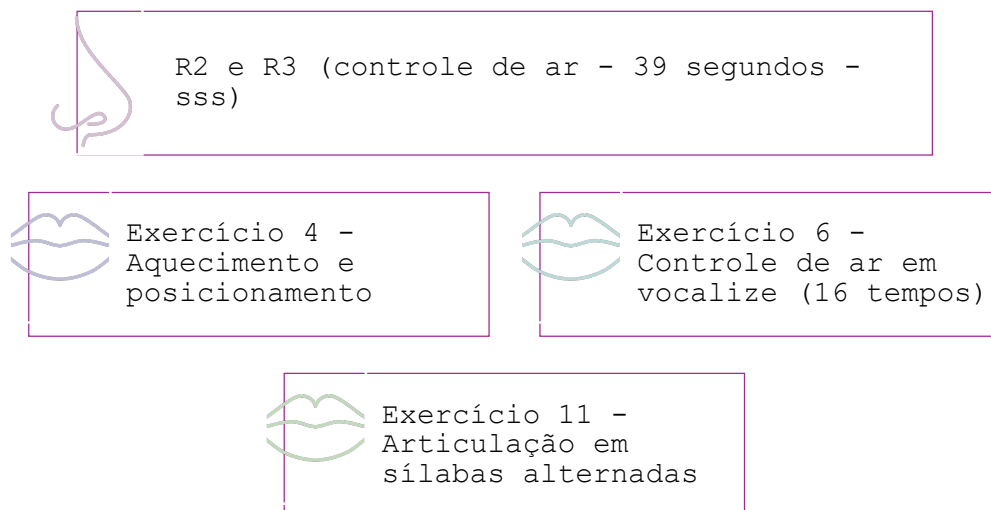 R2 e R3 (controle de ar - 39 segundos -
sss)
Exercício 4 -
Aquecimento e
posicionamento
Exercício 6 -
Controle de ar em
vocalize (16 tempos)
Exercício 11 -
Articulação em
sílabas alternadas